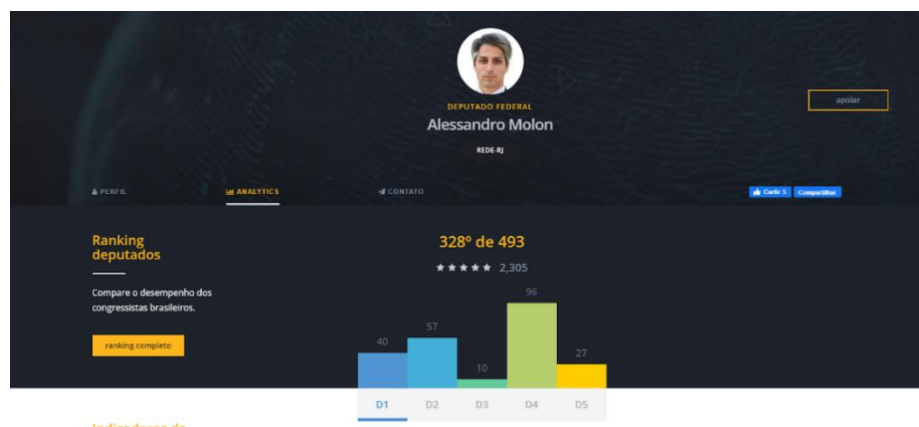 DEPUTADO FEDERAL
Alessandro Molon
REDE-RJ
apoiar
PERFIL
ANALYTICS
CONTATO
Curtir 5
Compartilhar
Ranking
deputados
328º de 493
2,305
Compare o desempenho dos
congressistas brasileiros.
ranking completo
40
57
10
96
27
D1
D2
D3
D4
D5